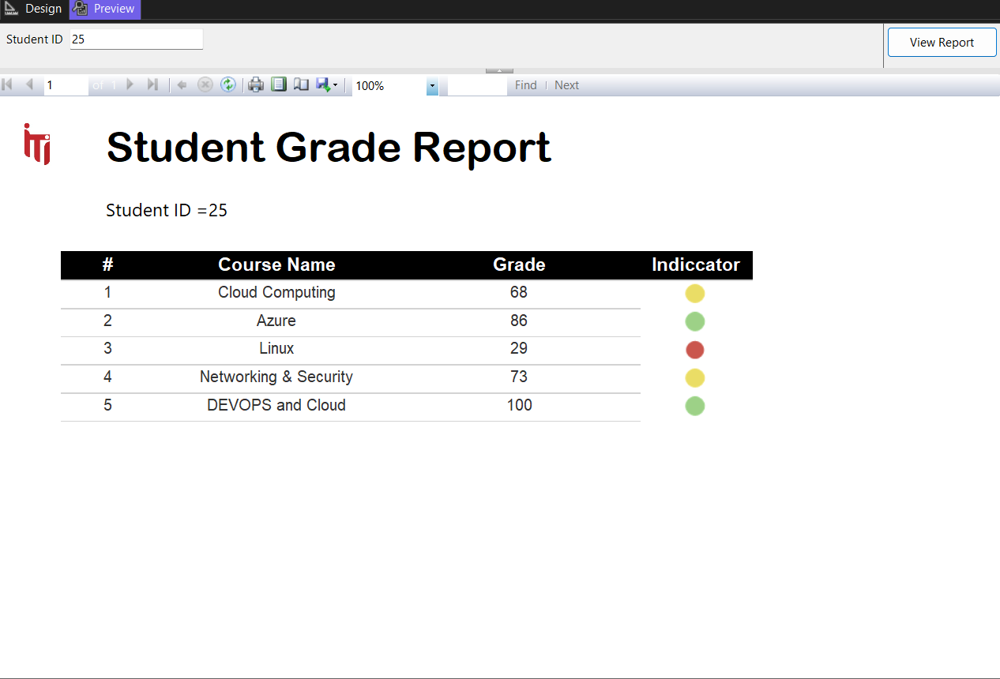 Design Preview
Student ID 25 View Report
1 of 1 100% Find Next
iTi
Student Grade Report
Student ID =25
# Course Name Grade Indiccator
1 Cloud Computing 68
2 Azure 86
3 Linux 29
4 Networking & Security 73
5 DEVOPS and Cloud 100